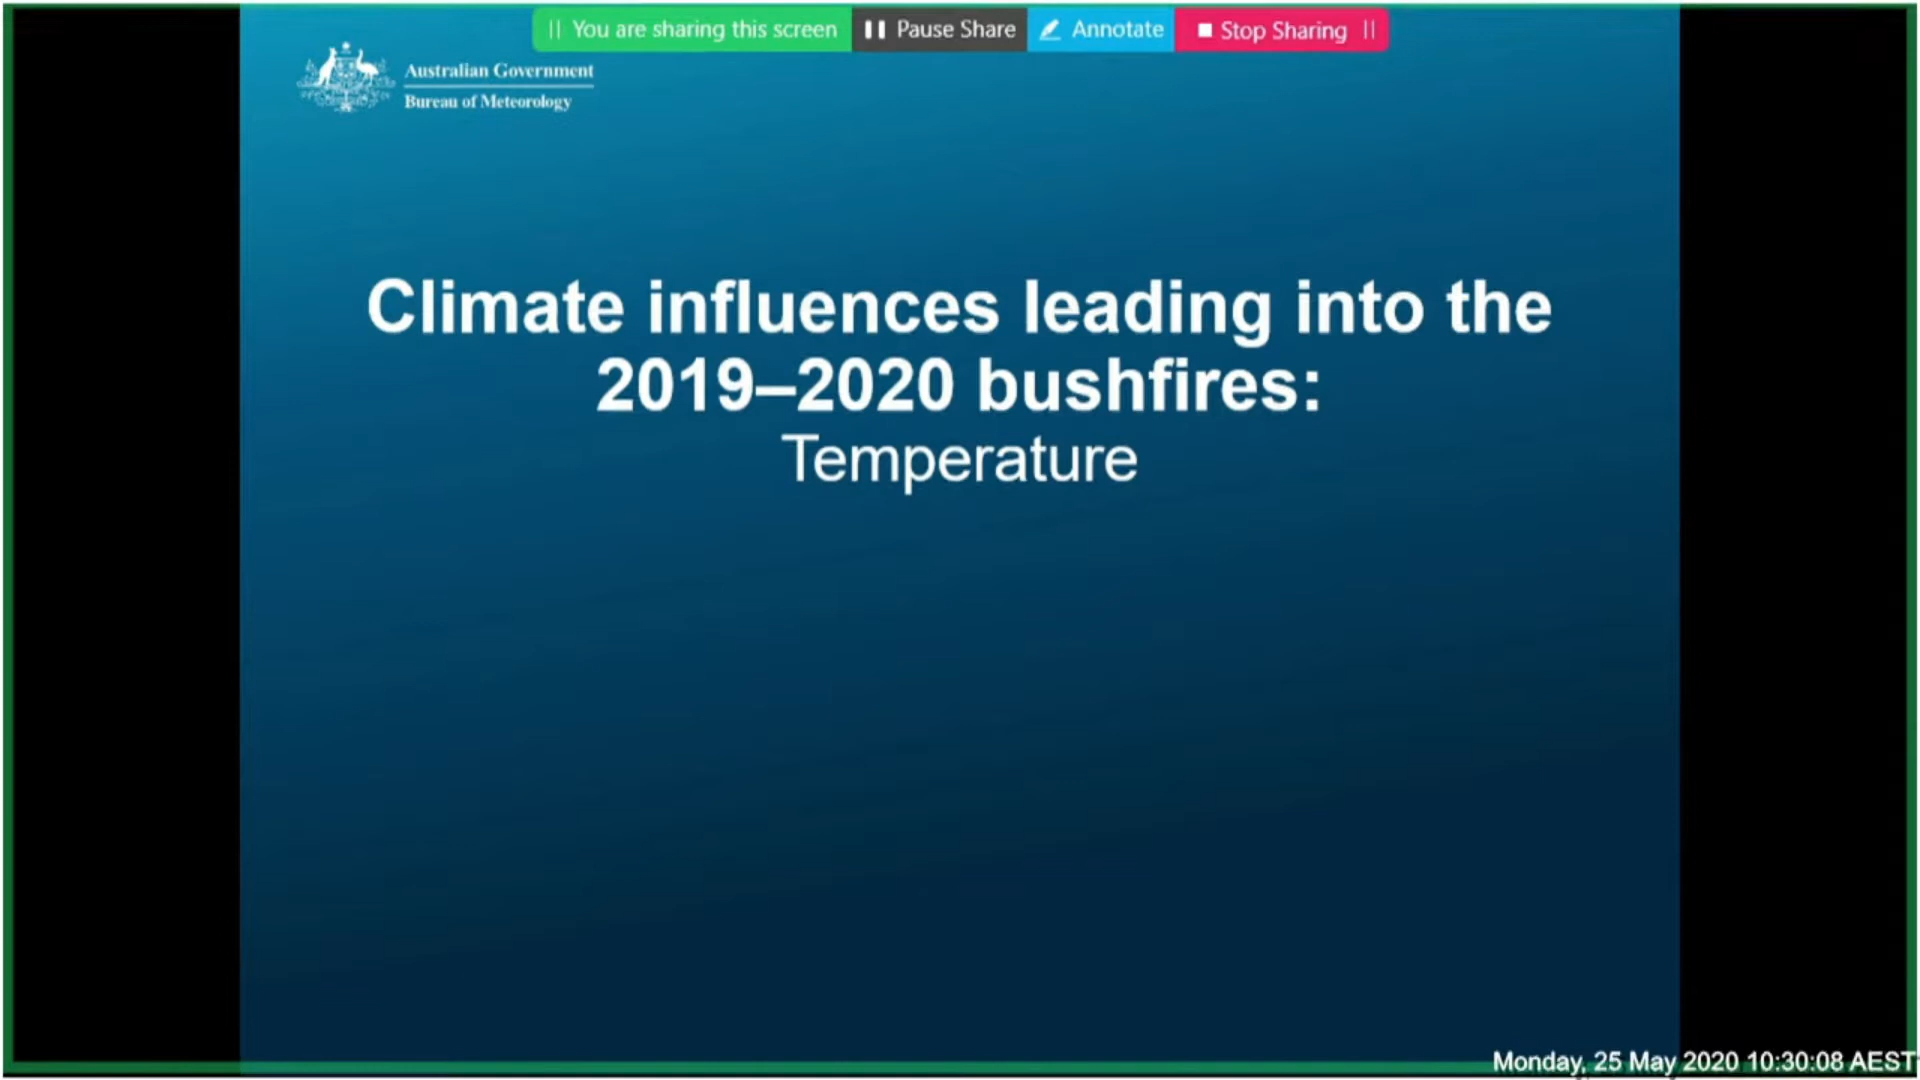 You are sharing this screen Pause Share Annotate Stop Sharing
Australian Government
Bureau of Meteorology
Climate influences leading into the
2019–2020 bushfires:
Temperature
Monday, 25 May 2020 10:30:08 AEST